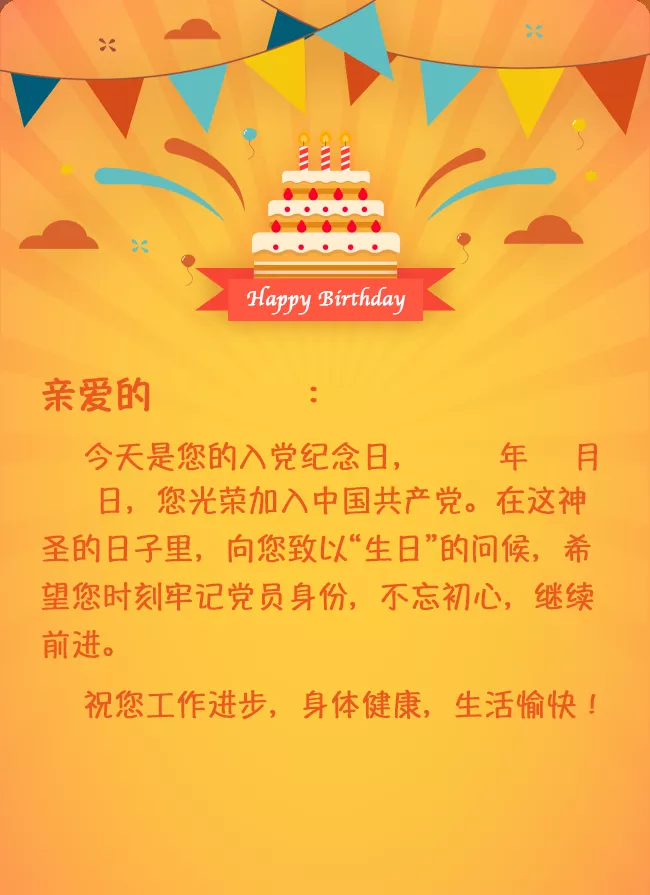 Happy Birthday
亲爱的 ：
今天是您的入党纪念日， 年 月
日，您光荣加入中国共产党。在这神
圣的日子里，向您致以“生日”的问候，希
望您时刻牢记党员身份，不忘初心，继续
前进。
祝您工作进步，身体健康，生活愉快！